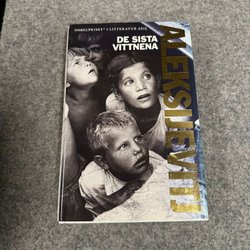 NOBELPRISET I LITTERATUR 2015
DE SISTA
VITTNENA
ALEKSIJEVITJ